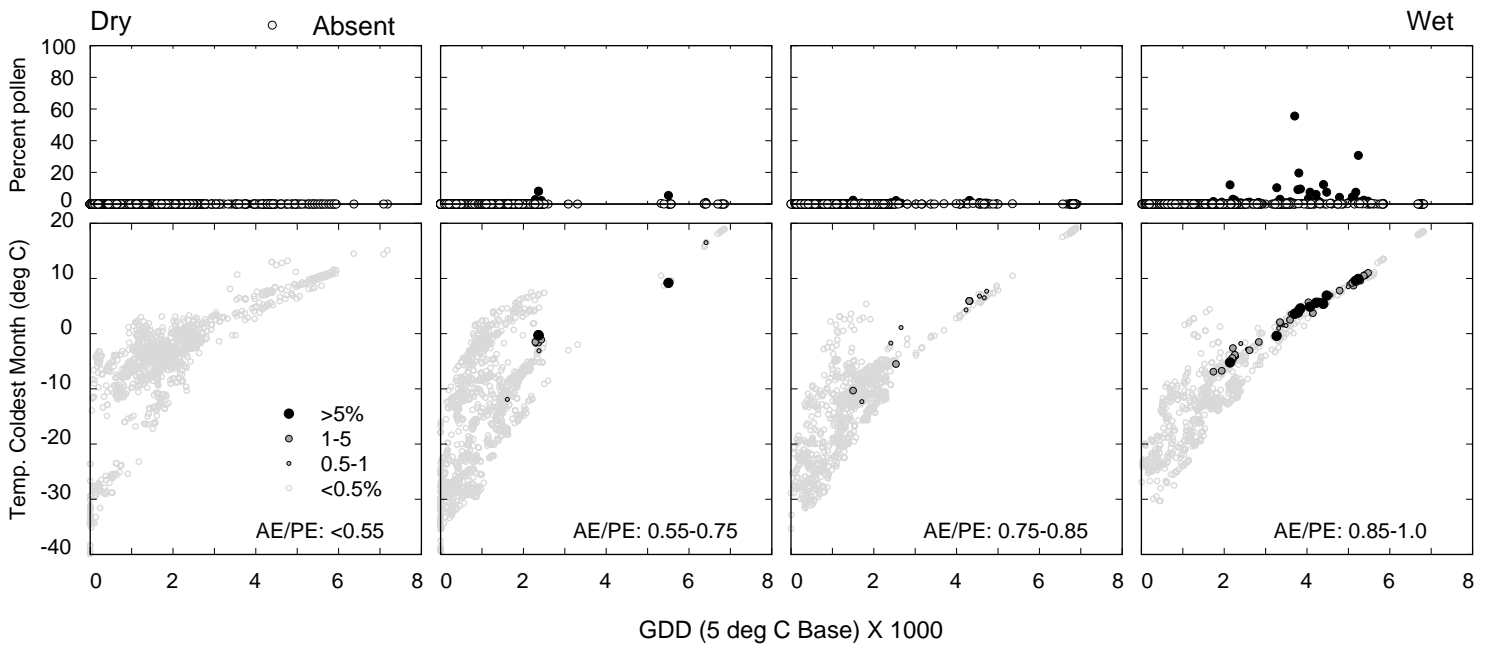 Dry
Absent
Wet
Percent pollen
100
80
60
40
20
0
Temp. Coldest Month (deg C)
20
10
0
-10
-20
-30
-40
>5%
1-5
0.5-1
<0.5%
AE/PE: <0.55
AE/PE: 0.55-0.75
AE/PE: 0.75-0.85
AE/PE: 0.85-1.0
0 2 4 6 8
0 2 4 6 8
0 2 4 6 8
0 2 4 6 8
GDD (5 deg C Base) X 1000